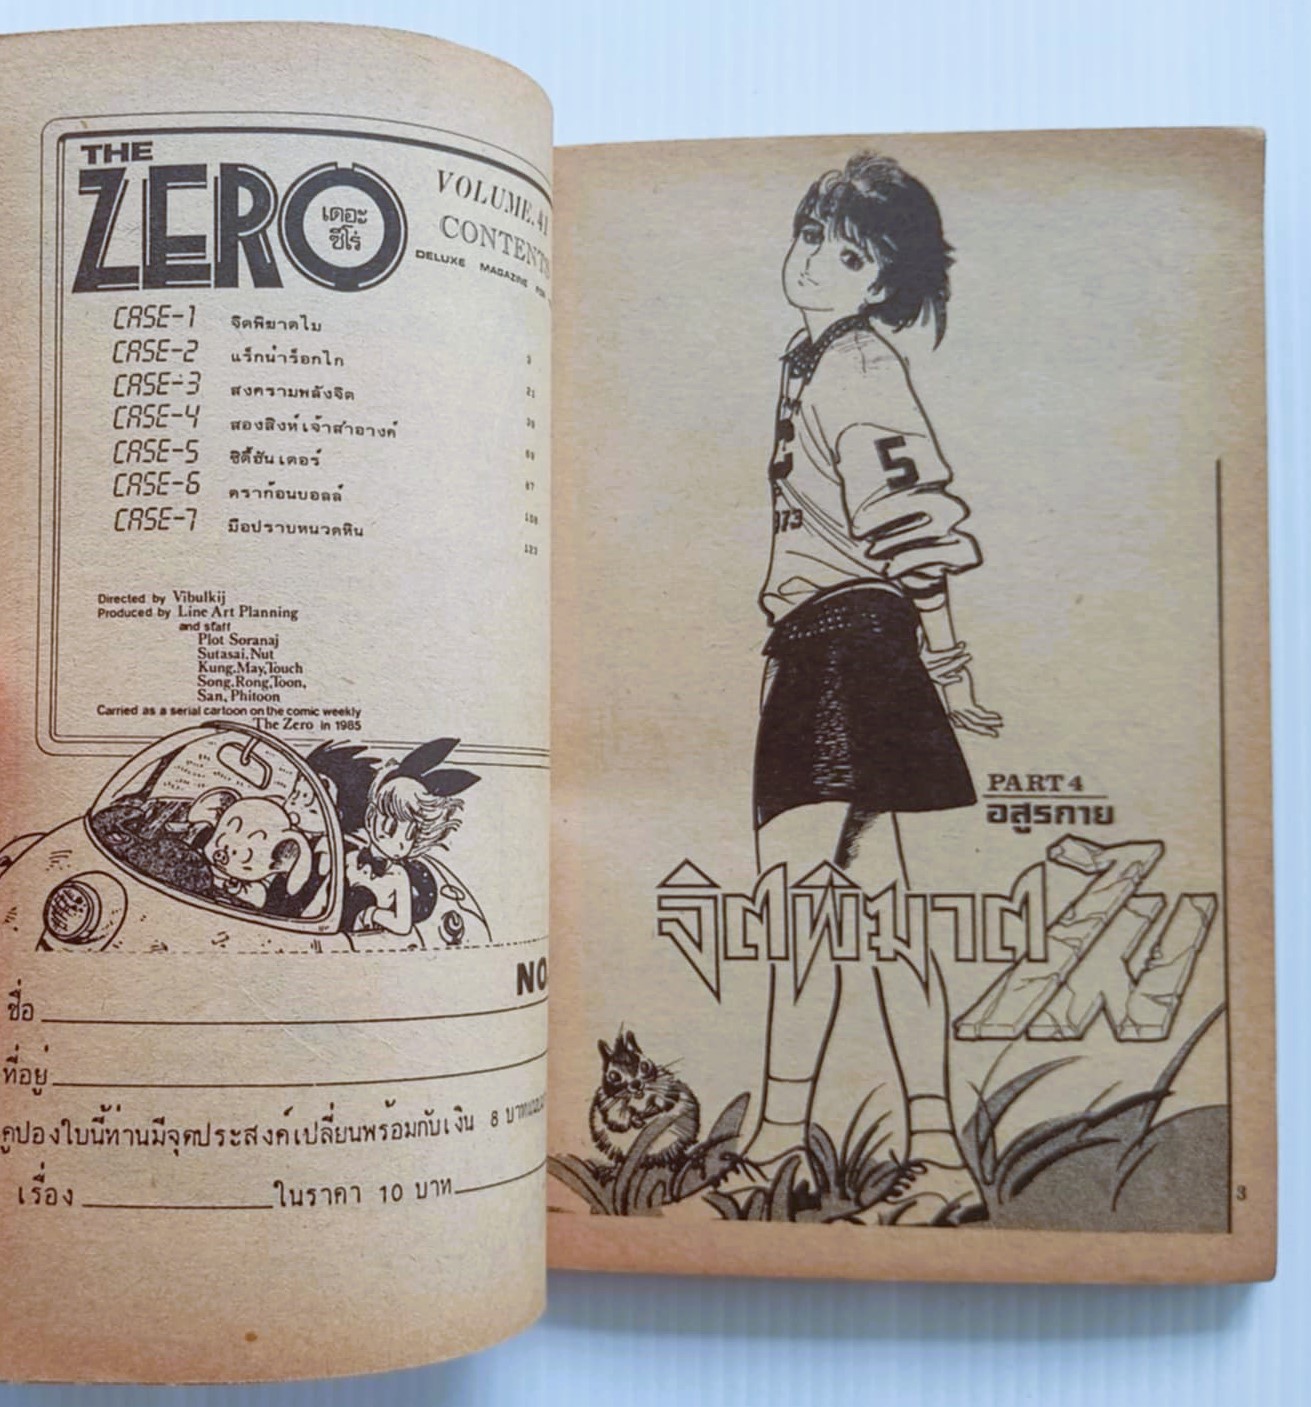 THE
ZERO
เดอะ
ซีโร่
VOLUME.41
CONTENTS
DELUXE MAGAZINE FOR
CASE-1 จิตพิฆาตไม
CASE-2 แร็กน่าร็อกไก 3
CASE-3 สงครามพลังจิต 21
CASE-4 สองสิงห์เจ้าสำอางค์ 39
CASE-5 ซิตี้ฮันเตอร์ 69
CASE-6 ดราก้อนบอลล์ 87
CASE-7 มือปราบหนวดหิน 108
123
Directed by Vibulkij
Produced by Line Art Planning
and staff
Plot Soranaj
Sutasai, Nut
Kung, May, Touch
Song, Rong, Toon,
San, Phitoon
Carried as a serial cartoon on the comic weekly
The Zero in 1985
NO.
ชื่อ
ที่อยู่
คูปองใบนี้ท่านมีจุดประสงค์เปลี่ยนพร้อมกับเงิน 8 บาท
เรื่อง ในราคา 10 บาท
5
973
PART 4
อสูรกาย
จิตพิฆาตไม
3